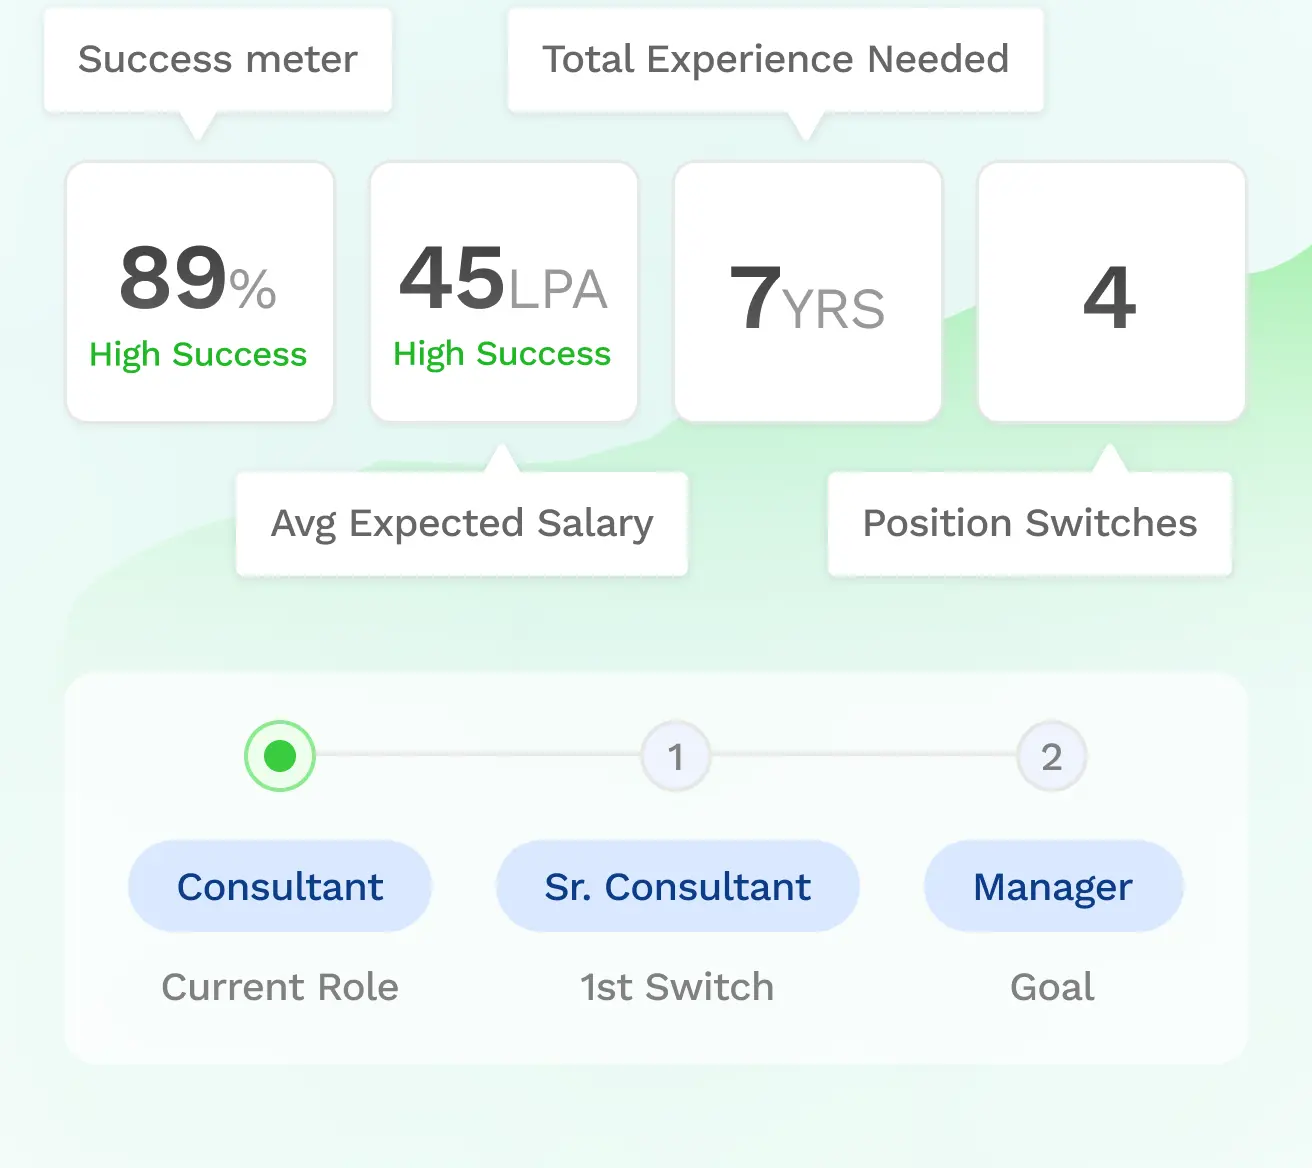 Success meter
Total Experience Needed
89%
High Success
45LPA
High Success
7YRS
4
Avg Expected Salary
Position Switches
1
2
Consultant
Sr. Consultant
Manager
Current Role
1st Switch
Goal